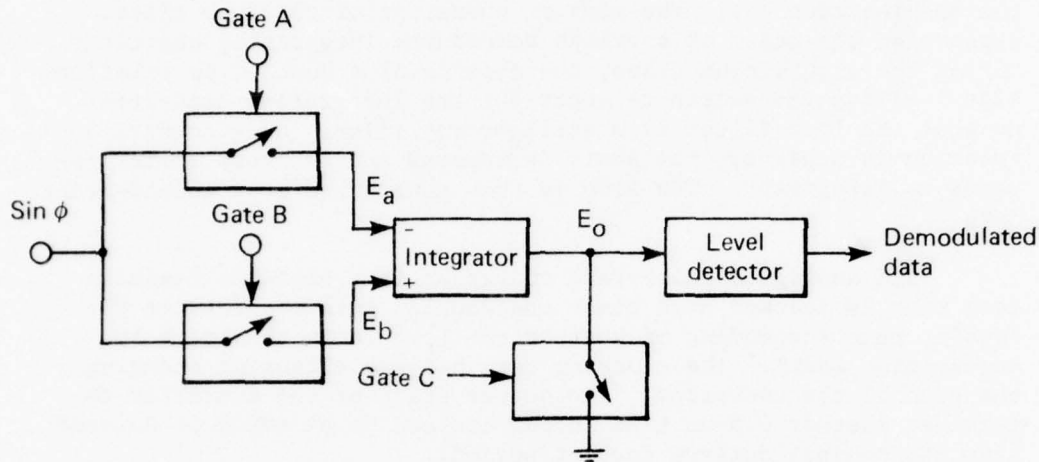 Gate A
Sin ϕ
Gate B
E_a
E_b
−
Integrator
+
E_o
Level
detector
Demodulated
data
Gate C